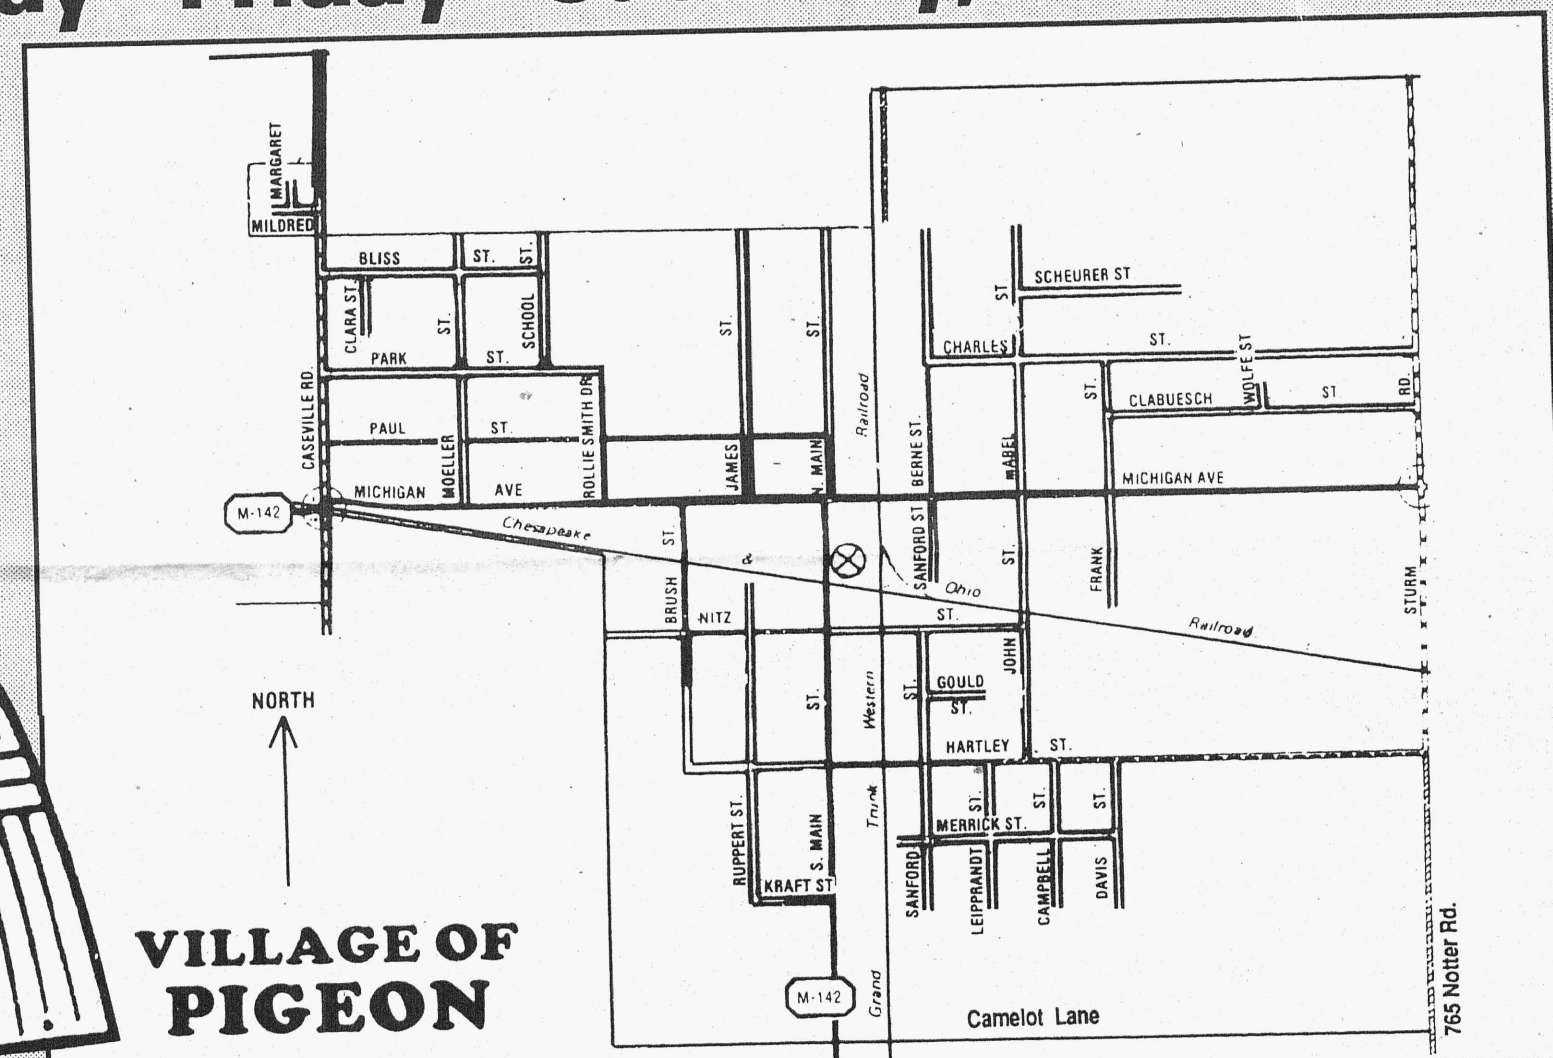 Friday
MARGARET
MILDRED
BLISS ST.
ST.
SCHOOL
CLARA ST.
ST.
PARK ST.
CASEVILLE RD.
PAUL ST.
MOELLER
ROLLIE SMITH DR.
MICHIGAN AVE
M-142
ST.
JAMES
ST.
N. MAIN
Railroad
SCHEURER ST
ST.
CHARLES ST.
WOLFE ST
CLABUESCH ST
RD.
ST.
BERNE ST.
MABEL
MICHIGAN AVE
Chesapeake & Ohio Railroad
ST.
BRUSH
NITZ ST.
SANFORD ST
ST.
FRANK
STURM
JOHN
GOULD
ST.
ST.
ST.
Western
HARTLEY ST.
NORTH
Trunk
RUPPERT ST.
S. MAIN
KRAFT ST
ST.
ST.
ST.
MERRICK ST.
SANFORD
LEIPPRANDT
CAMPBELL
DAVIS
VILLAGE OF
PIGEON
M-142
Grand
Camelot Lane
765 Notter Rd.